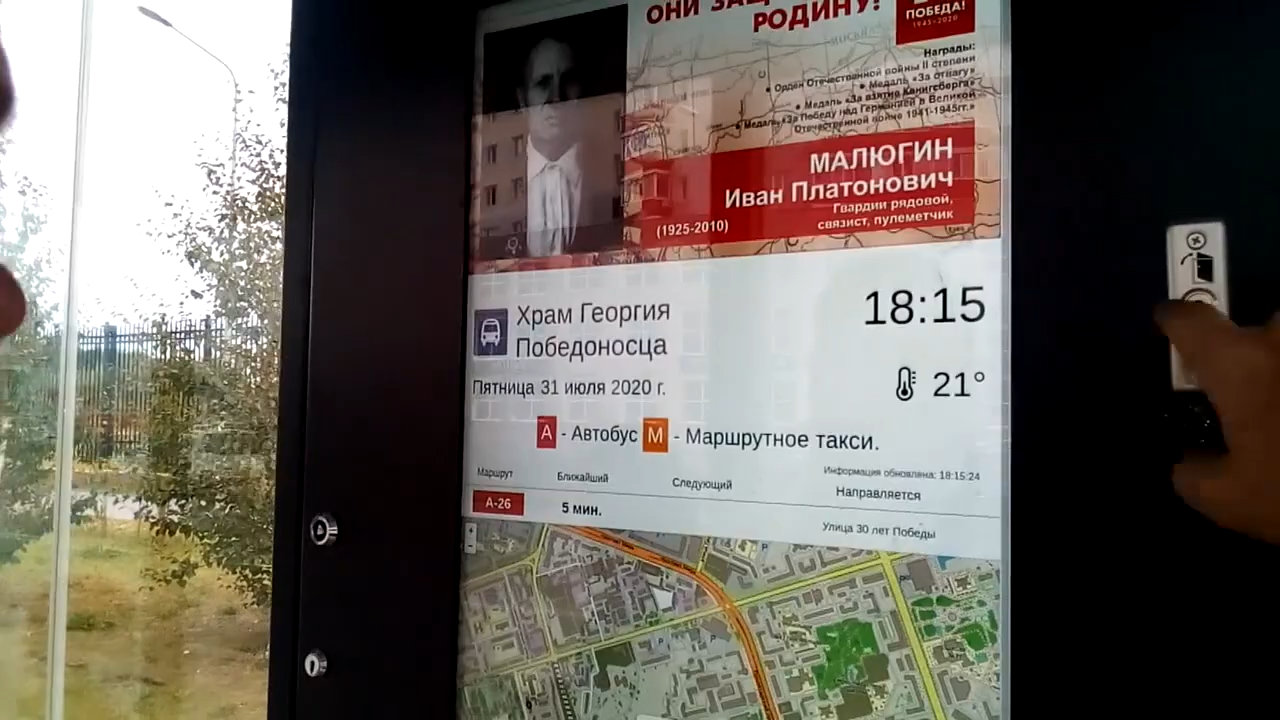 ОНИ ЗАЩ
РОДИНУ!
ПОБЕДА!
1945-2020
Награды:
• Орден Отечественной войны II степени
• Медаль «За отвагу»
• Медаль «За взятие Кенигсберга»
• Медаль «За Победу над Германией в Великой
Отечественной войне 1941-1945гг.»
МАЛЮГИН
Иван Платонович
Гвардии рядовой,
(1925-2010) связист, пулеметчик
Храм Георгия
Победоносца
18:15
Пятница 31 июля 2020 г.
21°
А - Автобус М - Маршрутное такси.
Информация обновлена: 18:15:24
Маршрут Ближайший Следующий Направляется
А-26 5 мин. Улица 30 лет Победы